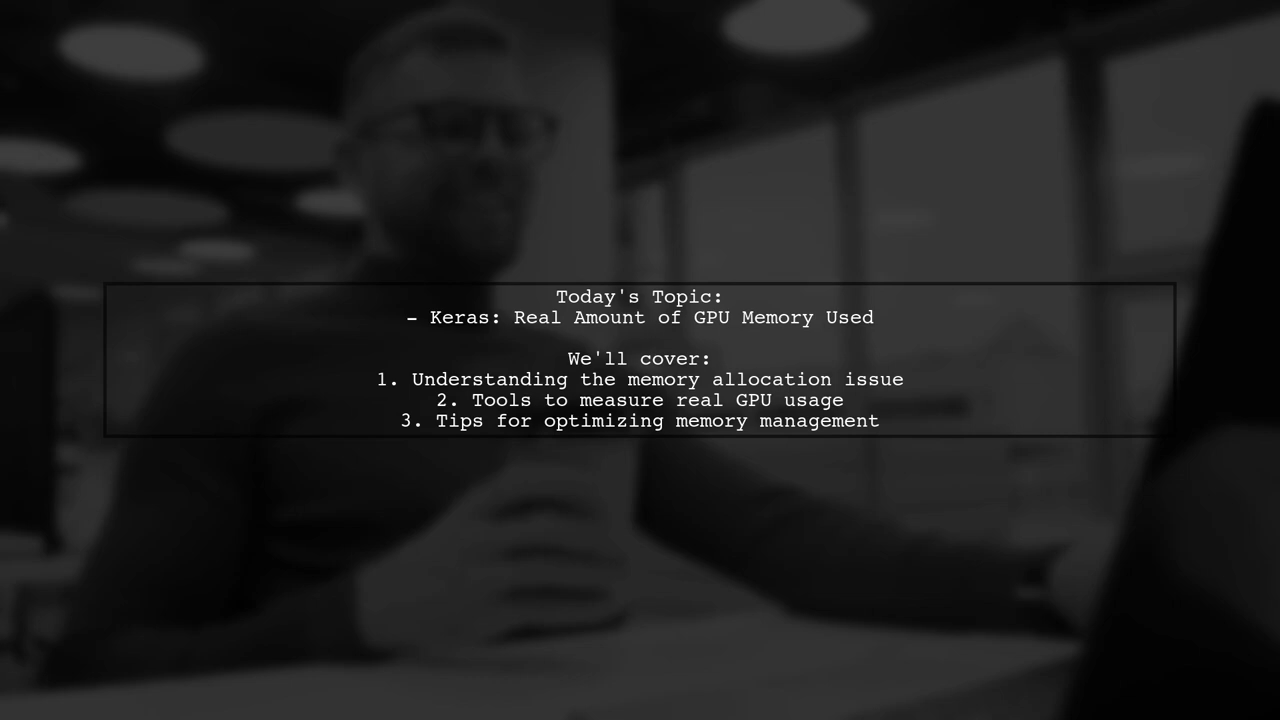 Today's Topic:
- Keras: Real Amount of GPU Memory Used
We'll cover:
1. Understanding the memory allocation issue
2. Tools to measure real GPU usage
3. Tips for optimizing memory management